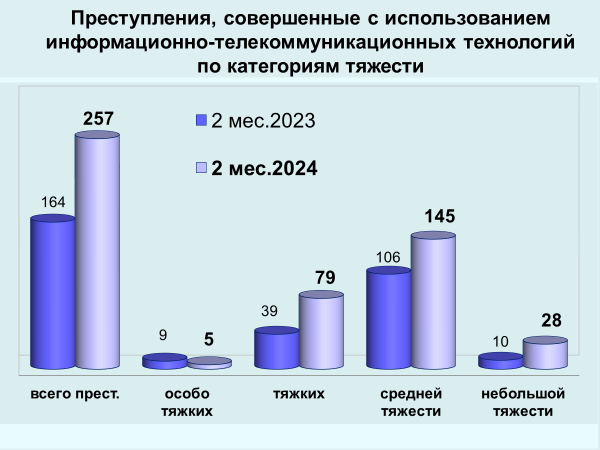 Преступления, совершенные с использованием
информационно-телекоммуникационных технологий
по категориям тяжести
257
2 мес.2023
2 мес.2024
164
145
106
79
39
28
9
5
10
всего прест.
особо
тяжких
тяжких
средней
тяжести
небольшой
тяжести